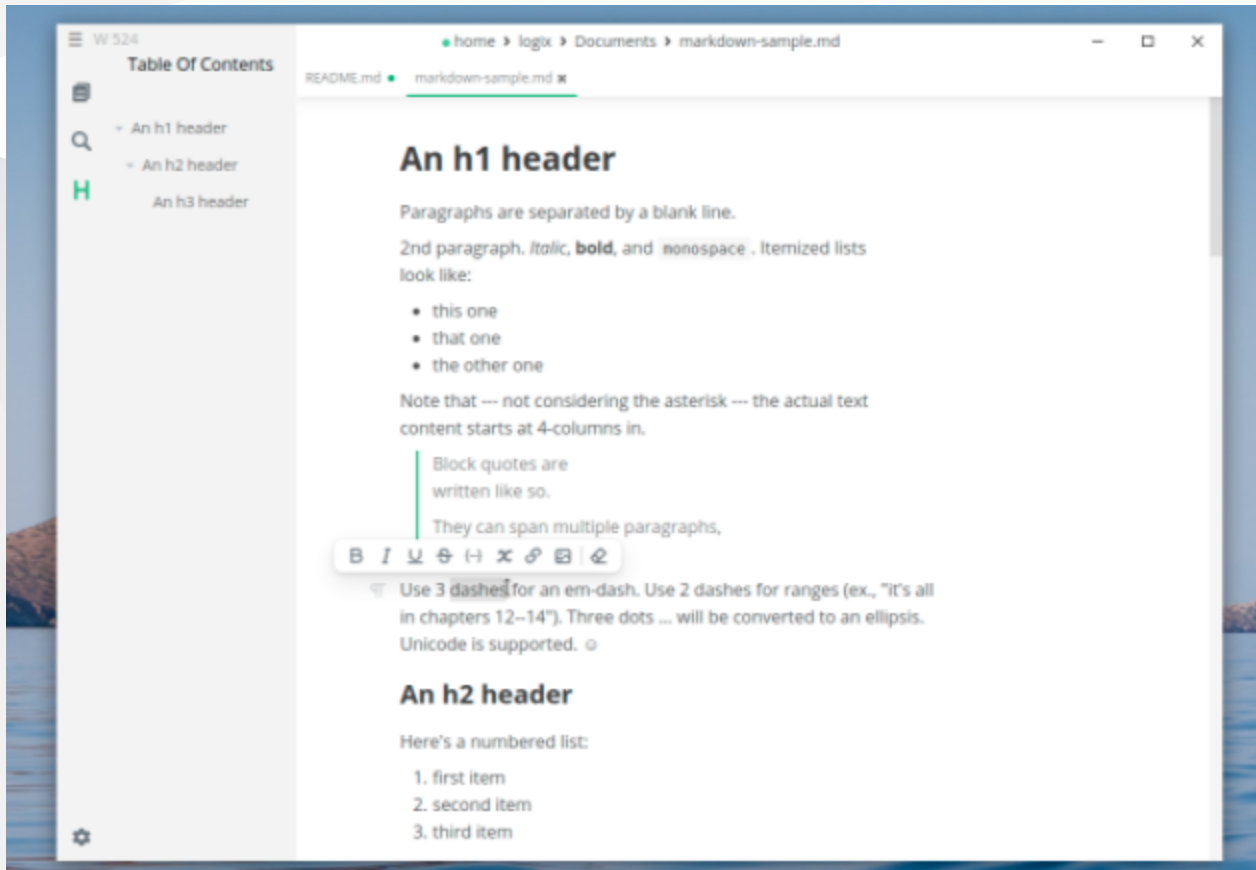 W 524
home › logix › Documents › markdown-sample.md
Table Of Contents
README.md
markdown-sample.md
An h1 header
An h2 header
An h3 header
An h1 header
Paragraphs are separated by a blank line.
2nd paragraph. Italic, bold, and monospace . Itemized lists
look like:
• this one
• that one
• the other one
Note that --- not considering the asterisk --- the actual text
content starts at 4-columns in.
Block quotes are
written like so.
They can span multiple paragraphs,
B I U S
Use 3 dashes for an em-dash. Use 2 dashes for ranges (ex., "it's all
in chapters 12--14"). Three dots ... will be converted to an ellipsis.
Unicode is supported. ☺
An h2 header
Here's a numbered list:
1. first item
2. second item
3. third item